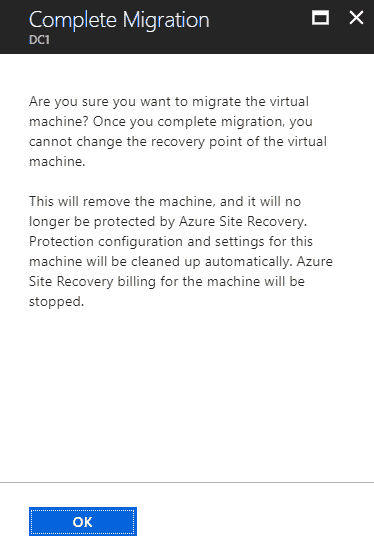 Complete Migration
DC1
Are you sure you want to migrate the virtual
machine? Once you complete migration, you
cannot change the recovery point of the virtual
machine.
This will remove the machine, and it will no
longer be protected by Azure Site Recovery.
Protection configuration and settings for this
machine will be cleaned up automatically. Azure
Site Recovery billing for the machine will be
stopped.
OK